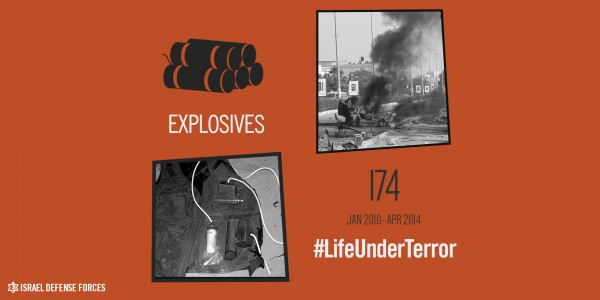 EXPLOSIVES
174
JAN 2010- APR 2014
#LifeUnderTerror
ISRAEL DEFENSE FORCES